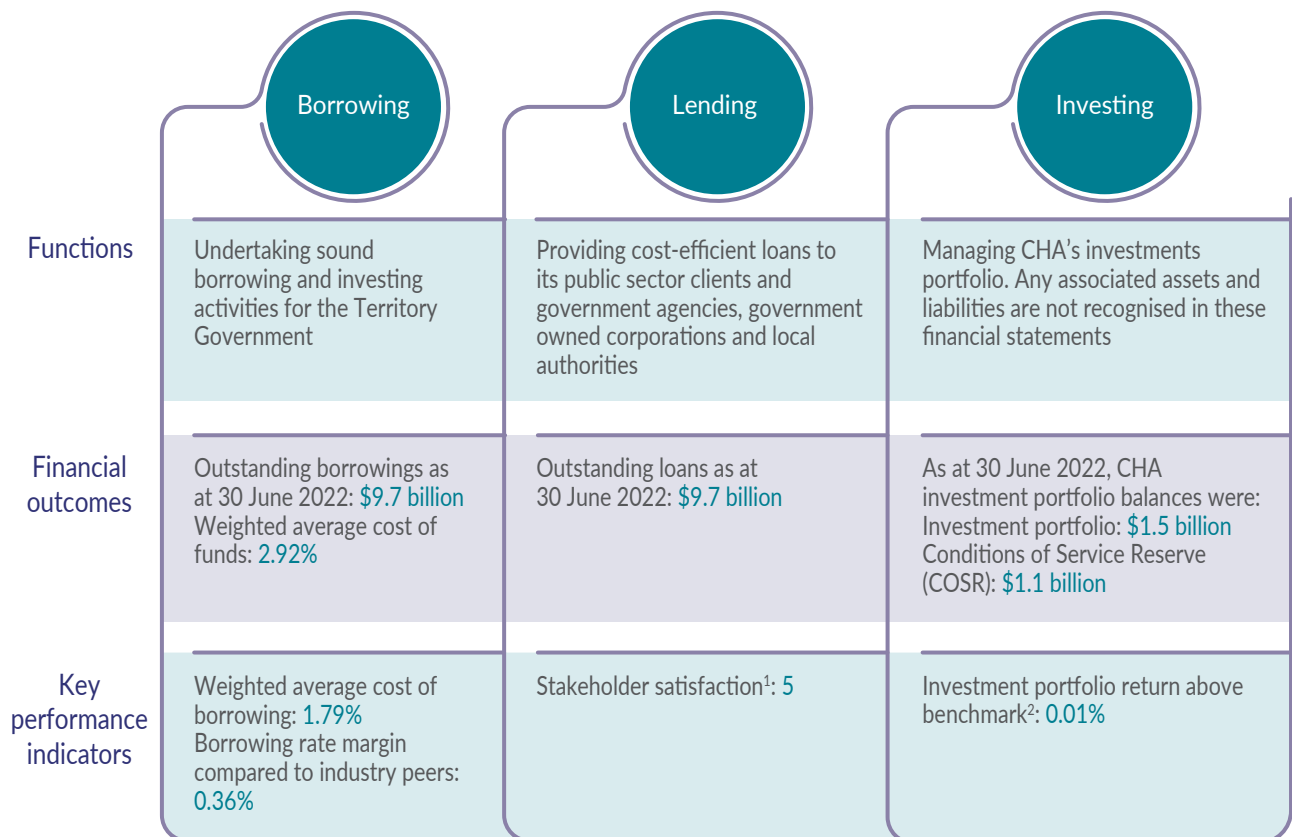 Borrowing
Lending
Investing
Functions
Undertaking sound
borrowing and investing
activities for the Territory
Government
Providing cost-efficient loans to
its public sector clients and
government agencies, government
owned corporations and local
authorities
Managing CHA’s investments
portfolio. Any associated assets and
liabilities are not recognised in these
financial statements
Financial
outcomes
Outstanding borrowings as
at 30 June 2022: $9.7 billion
Weighted average cost of
funds: 2.92%
Outstanding loans as at
30 June 2022: $9.7 billion
As at 30 June 2022, CHA
investment portfolio balances were:
Investment portfolio: $1.5 billion
Conditions of Service Reserve
(COSR): $1.1 billion
Key
performance
indicators
Weighted average cost of
borrowing: 1.79%
Borrowing rate margin
compared to industry peers:
0.36%
Stakeholder satisfaction¹: 5
Investment portfolio return above
benchmark²: 0.01%